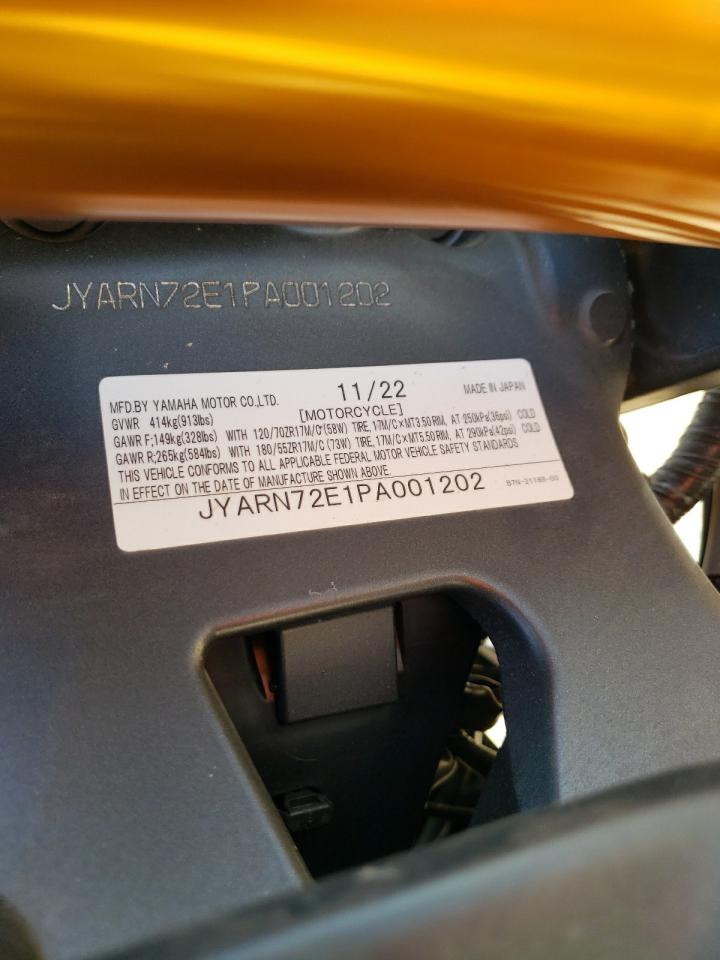 JYARN72E1PA001202
MFD.BY YAMAHA MOTOR CO.,LTD. 11/22 MADE IN JAPAN
GVWR 414kg(913lbs) [MOTORCYCLE]
GAWR F;149kg(328lbs) WITH 120/70ZR17M/C(58W) TIRE, 17M/C×MT3.50 RIM, AT 250kPa(36psi) COLD
GAWR R;265kg(584lbs) WITH 180/55ZR17M/C (73W) TIRE, 17M/C×MT5.50 RIM, AT 290kPa(42psi) COLD
THIS VEHICLE CONFORMS TO ALL APPLICABLE FEDERAL MOTOR VEHICLE SAFETY STANDARDS
IN EFFECT ON THE DATE OF MANUFACTURE SHOWN ABOVE
JYARN72E1PA001202 B7N-2118B-G0